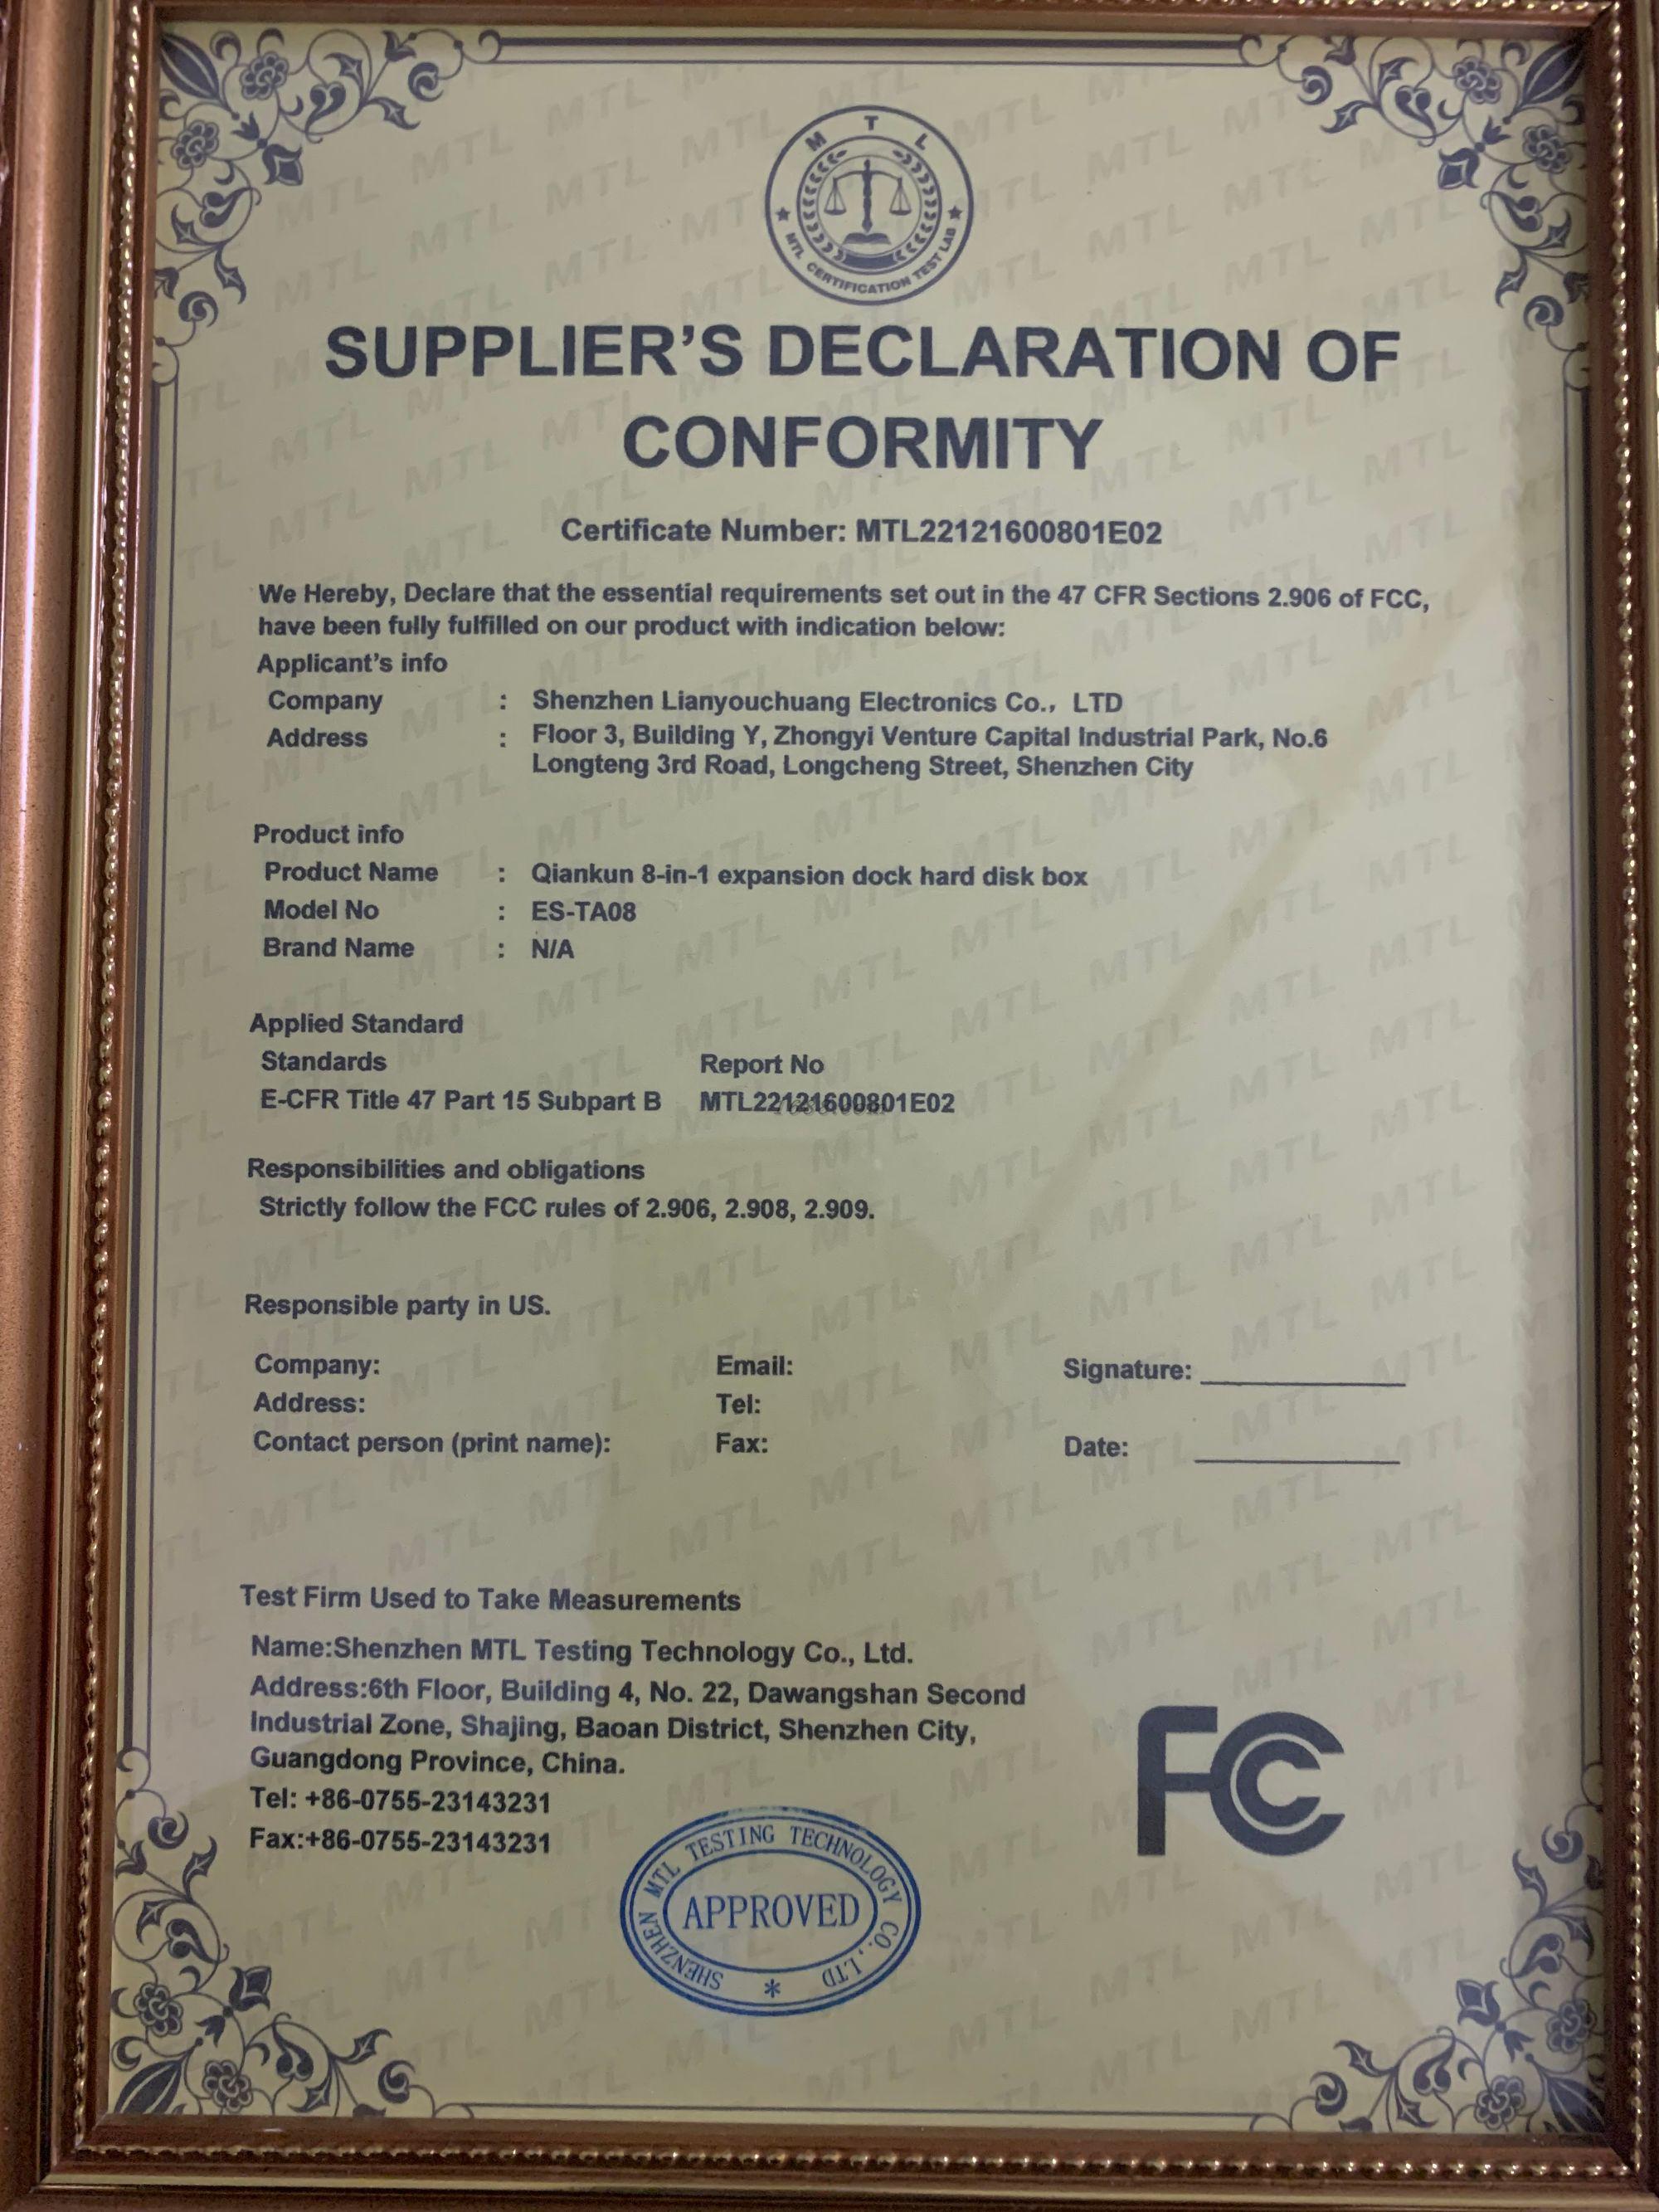 MTL
MTL CERTIFICATION TEST LAB
SUPPLIER'S DECLARATION OF
CONFORMITY
Certificate Number: MTL22121600801E02
We Hereby, Declare that the essential requirements set out in the 47 CFR Sections 2.906 of FCC,
have been fully fulfilled on our product with indication below:
Applicant's info
Company : Shenzhen Lianyouchuang Electronics Co., LTD
Address : Floor 3, Building Y, Zhongyi Venture Capital Industrial Park, No.6
Longteng 3rd Road, Longcheng Street, Shenzhen City
Product info
Product Name : Qiankun 8-in-1 expansion dock hard disk box
Model No : ES-TA08
Brand Name : N/A
Applied Standard
Standards Report No
E-CFR Title 47 Part 15 Subpart B MTL22121600801E02
Responsibilities and obligations
Strictly follow the FCC rules of 2.906, 2.908, 2.909.
Responsible party in US.
Company: Email: Signature:
Address: Tel:
Contact person (print name): Fax: Date:
Test Firm Used to Take Measurements
Name:Shenzhen MTL Testing Technology Co., Ltd.
Address:6th Floor, Building 4, No. 22, Dawangshan Second
Industrial Zone, Shajing, Baoan District, Shenzhen City,
Guangdong Province, China.
Tel: +86-0755-23143231
Fax:+86-0755-23143231
FCC
SHENZHEN MTL TESTING TECHNOLOGY CO., LTD
APPROVED
*